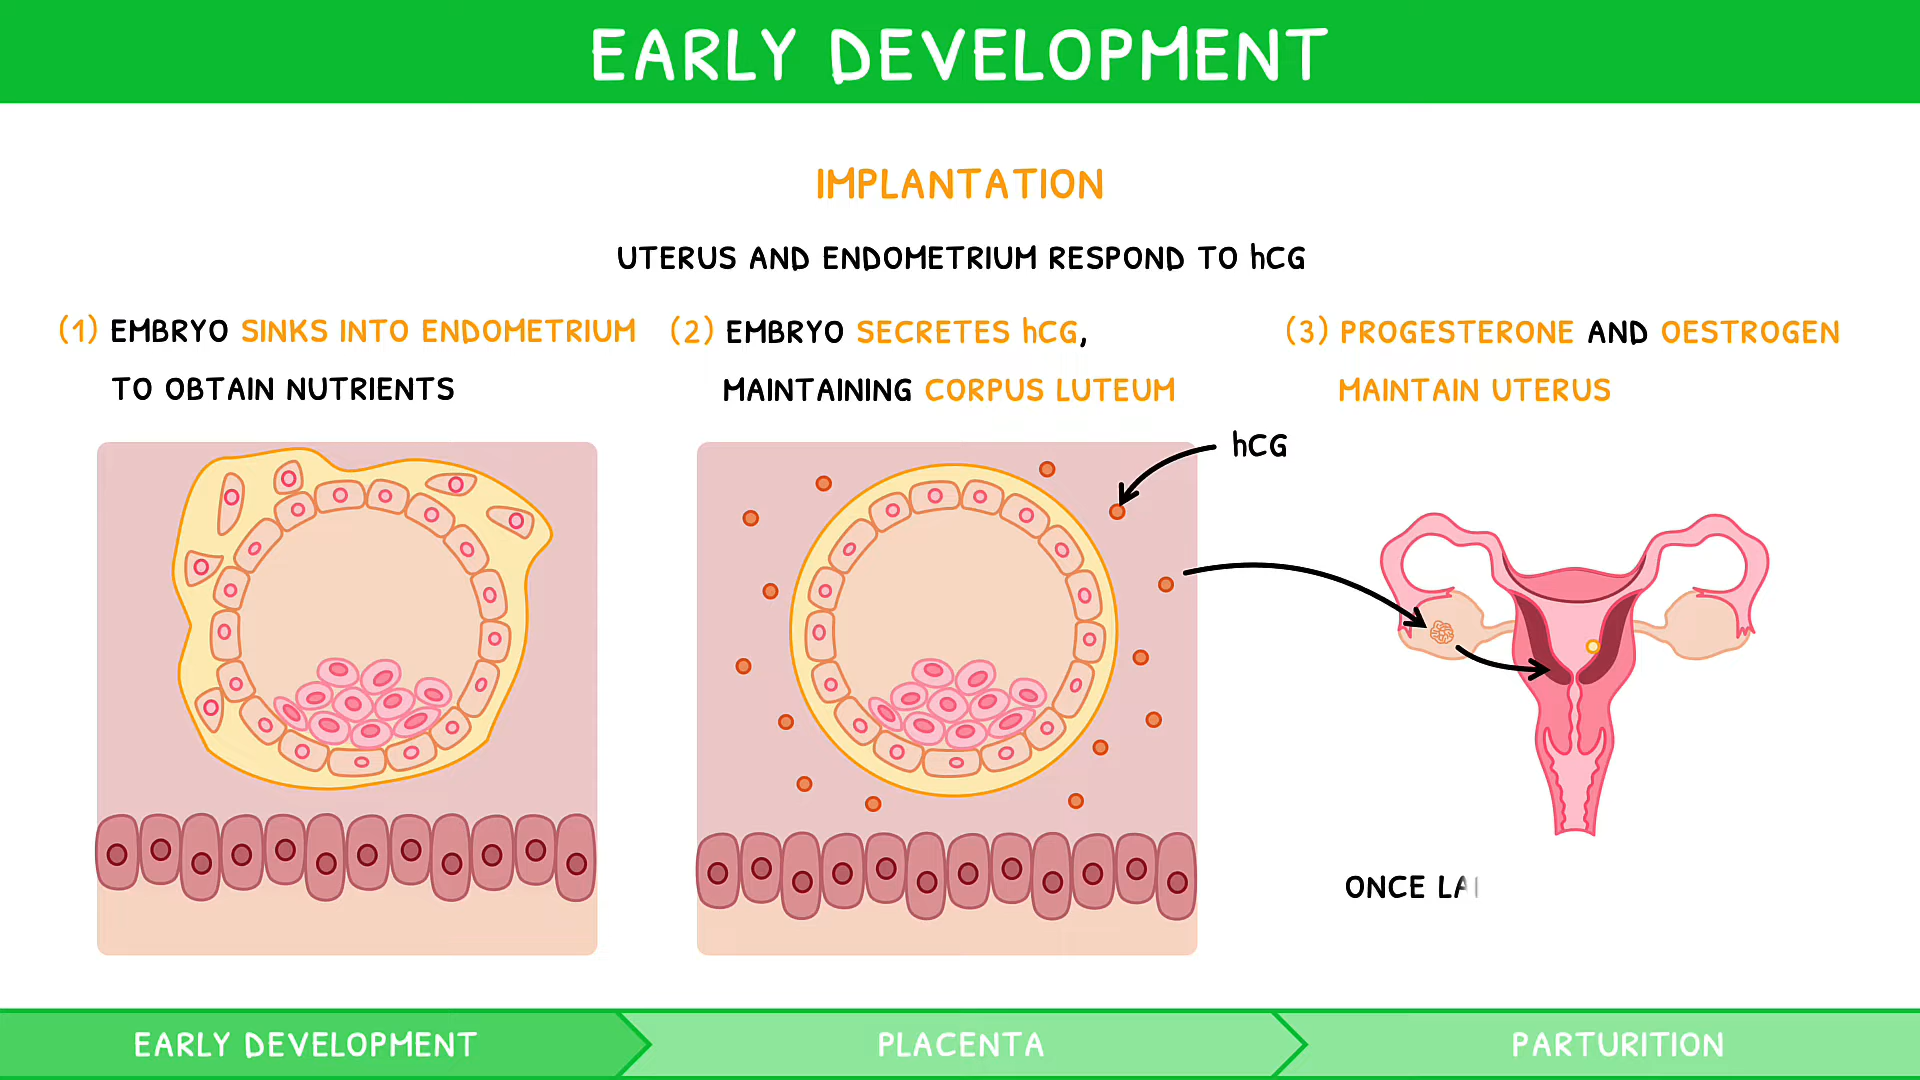 EARLY DEVELOPMENT
IMPLANTATION
UTERUS AND ENDOMETRIUM RESPOND TO hCG
(1) EMBRYO SINKS INTO ENDOMETRIUM
TO OBTAIN NUTRIENTS
(2) EMBRYO SECRETES hCG,
MAINTAINING CORPUS LUTEUM
(3) PROGESTERONE AND OESTROGEN
MAINTAIN UTERUS
hCG
ONCE
EARLY DEVELOPMENT
PLACENTA
PARTURITION